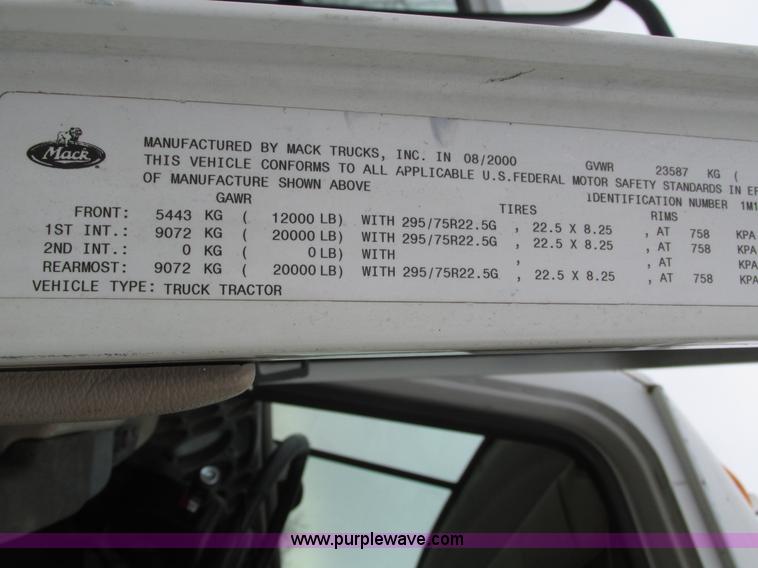 Mack
MANUFACTURED BY MACK TRUCKS, INC. IN 08/2000 GVWR 23587 KG (
THIS VEHICLE CONFORMS TO ALL APPLICABLE U.S.FEDERAL MOTOR SAFETY STANDARDS IN
OF MANUFACTURE SHOWN ABOVE IDENTIFICATION NUMBER 1M1
GAWR TIRES RIMS
FRONT: 5443 KG ( 12000 LB) WITH 295/75R22.5G , 22.5 X 8.25 , AT 758 KPA
1ST INT.: 9072 KG ( 20000 LB) WITH 295/75R22.5G , 22.5 X 8.25 , AT 758 KPA
2ND INT.: 0 KG ( 0 LB) WITH , , AT KPA
REARMOST: 9072 KG ( 20000 LB) WITH 295/75R22.5G , 22.5 X 8.25 , AT 758 KPA
VEHICLE TYPE: TRUCK TRACTOR
www.purplewave.com